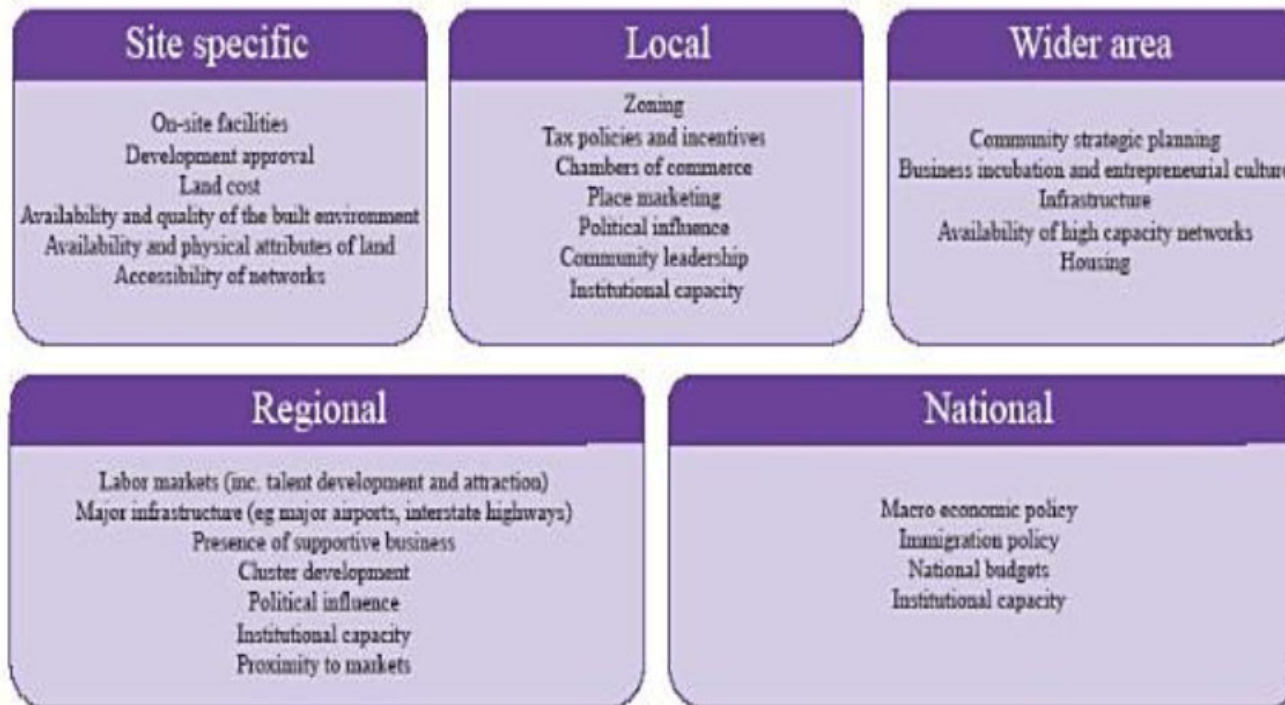 Site specific
On-site facilities
Development approval
Land cost
Availability and quality of the built environment
Availability and physical attributes of land
Accessibility of networks
Local
Zoning
Tax policies and incentives
Chambers of commerce
Place marketing
Political influence
Community leadership
Institutional capacity
Wider area
Community strategic planning
Business incubation and entrepreneurial culture
Infrastructure
Availability of high capacity networks
Housing
Regional
Labor markets (inc. talent development and attraction)
Major infrastructure (eg major airports, interstate highways)
Presence of supportive business
Cluster development
Political influence
Institutional capacity
Proximity to markets
National
Macro economic policy
Immigration policy
National budgets
Institutional capacity